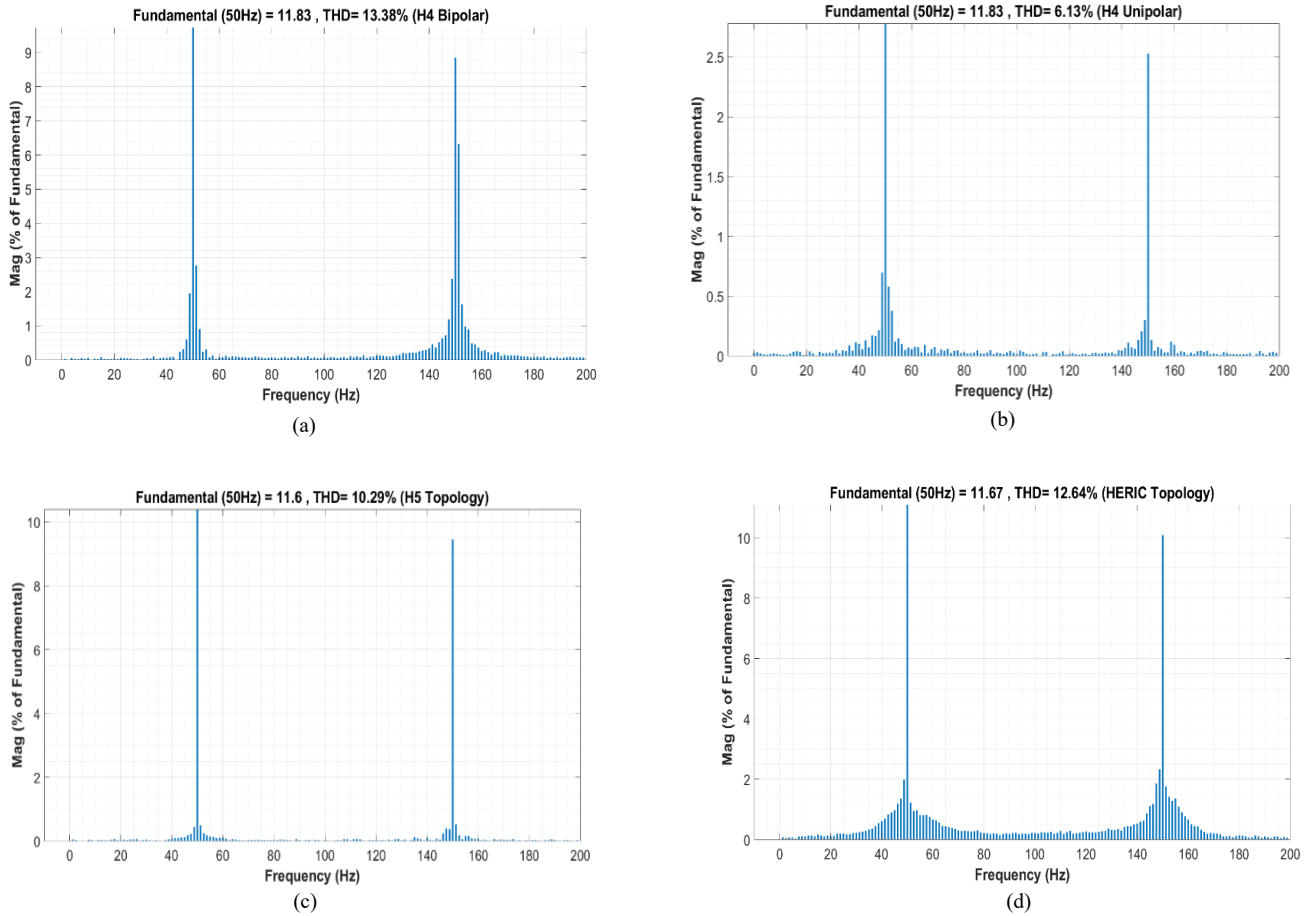 Fundamental (50Hz) = 11.83 , THD= 13.38% (H4 Bipolar)
Mag (% of Fundamental)
9
8
7
6
5
4
3
2
1
0
0 20 40 60 80 100 120 140 160 180 200
Frequency (Hz)
(a)
Fundamental (50Hz) = 11.83 , THD= 6.13% (H4 Unipolar)
Mag (% of Fundamental)
2.5
2
1.5
1
0.5
0
0 20 40 60 80 100 120 140 160 180 200
Frequency (Hz)
(b)
Fundamental (50Hz) = 11.6 , THD= 10.29% (H5 Topology)
Mag (% of Fundamental)
10
8
6
4
2
0
0 20 40 60 80 100 120 140 160 180 200
Frequency (Hz)
(c)
Fundamental (50Hz) = 11.67 , THD= 12.64% (HERIC Topology)
Mag (% of Fundamental)
10
8
6
4
2
0
0 20 40 60 80 100 120 140 160 180 200
Frequency (Hz)
(d)